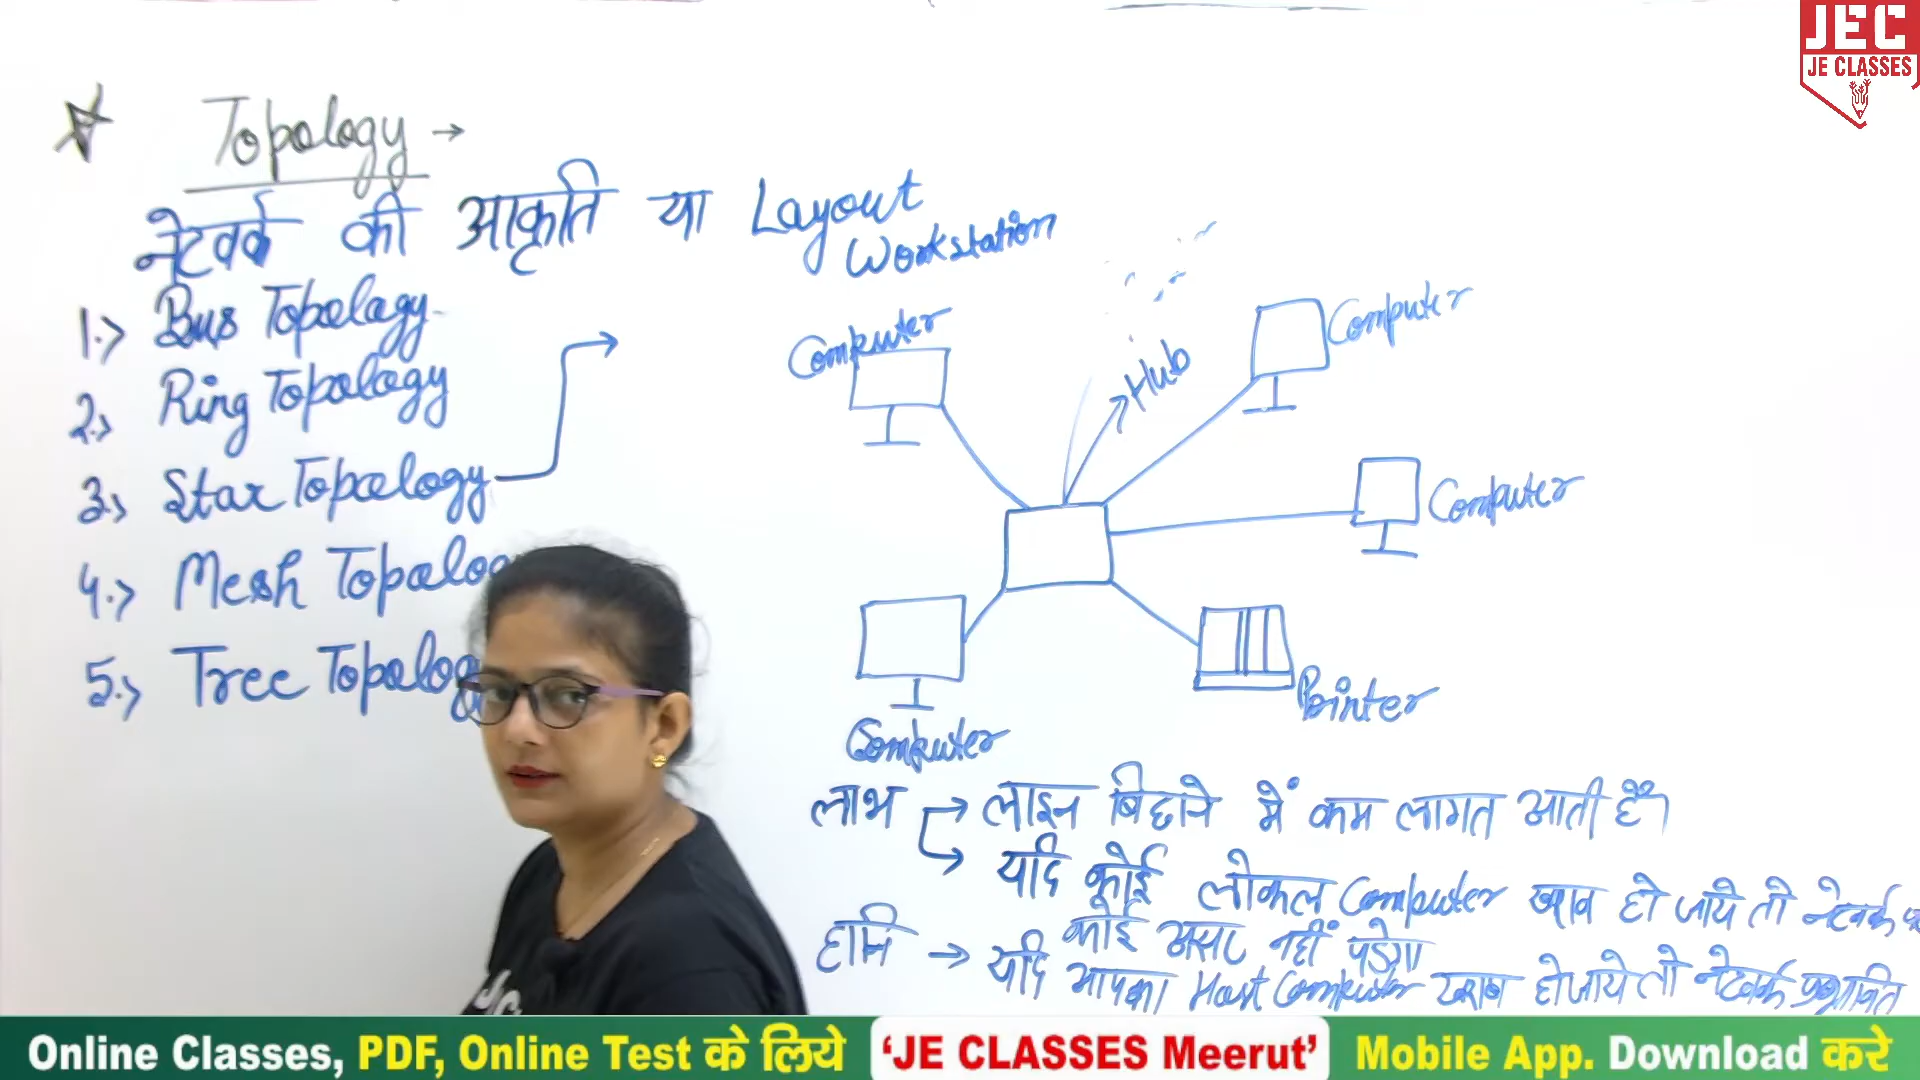 Topology →
नेटवर्क की आकृति या Layout
1.> Bus Topology
2.> Ring Topology
3.> Star Topology
4.> Mesh Topolog
5.> Tree Topolog
Workstation
Computer
Hub
Computer
Computer
Computer
Printer
लाभ → लाइन बिछाने में कम लागत आती हैं।
→ यदि कोई लोकल Computer खराब हो जाये तो नेटवर्क
कोई असर नहीं पडेगा
हानि → यदि आपका Host Computer खराब हो जाये तो नेटवर्क प्रभावित
JEC
JE CLASSES
Online Classes, PDF, Online Test के लिये 'JE CLASSES Meerut' Mobile App. Download करे